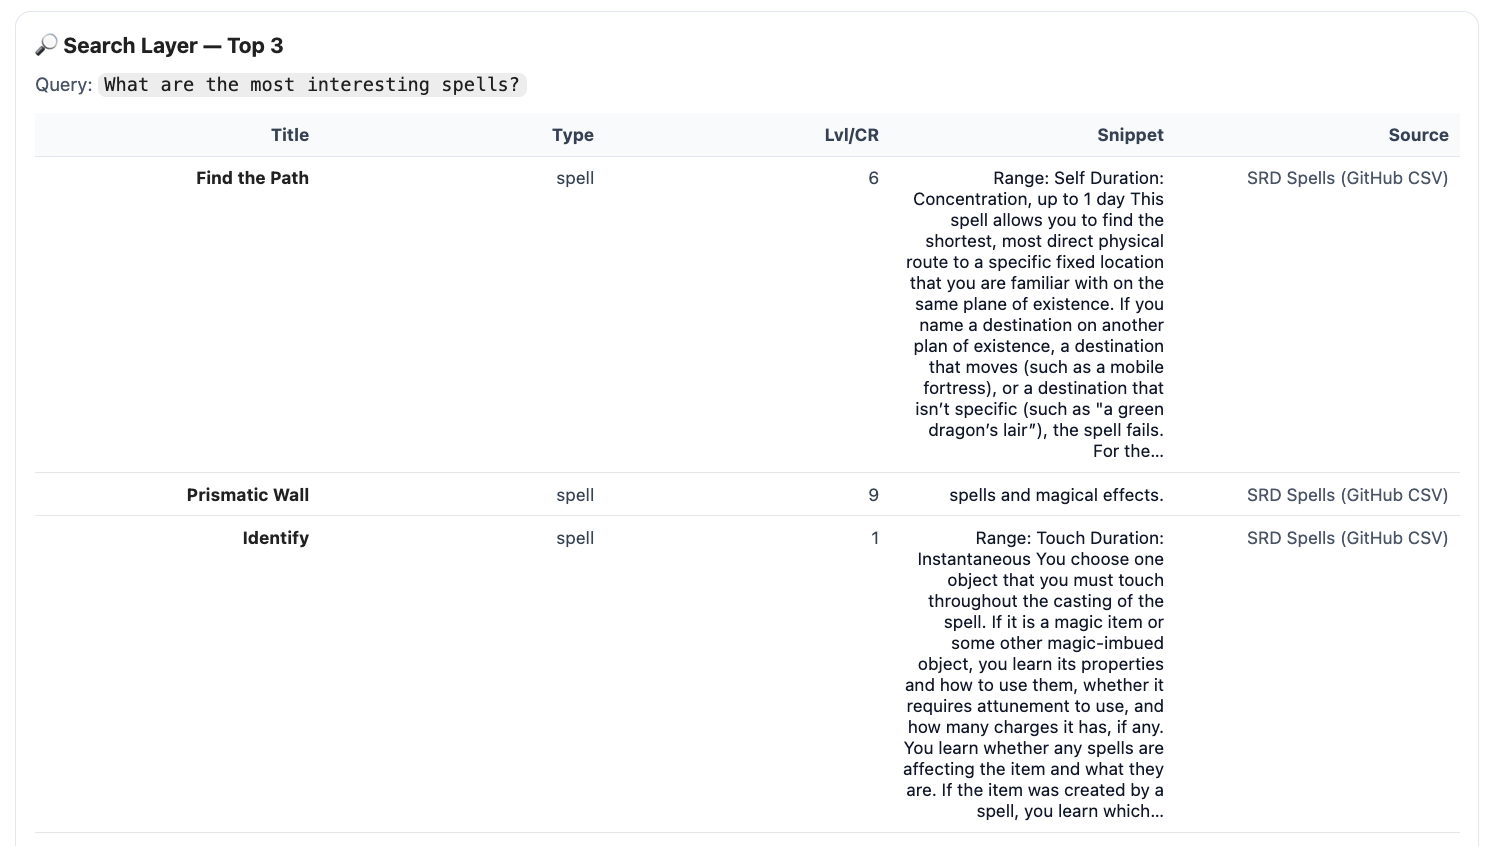 🔎 Search Layer — Top 3
Query: What are the most interesting spells?
Title Type Lvl/CR Snippet Source
Find the Path spell 6 Range: Self Duration: SRD Spells (GitHub CSV)
Concentration, up to 1 day This
spell allows you to find the
shortest, most direct physical
route to a specific fixed location
that you are familiar with on the
same plane of existence. If you
name a destination on another
plan of existence, a destination
that moves (such as a mobile
fortress), or a destination that
isn’t specific (such as "a green
dragon’s lair”), the spell fails.
For the…
Prismatic Wall spell 9 spells and magical effects. SRD Spells (GitHub CSV)
Identify spell 1 Range: Touch Duration: SRD Spells (GitHub CSV)
Instantaneous You choose one
object that you must touch
throughout the casting of the
spell. If it is a magic item or
some other magic-imbued
object, you learn its properties
and how to use them, whether it
requires attunement to use, and
how many charges it has, if any.
You learn whether any spells are
affecting the item and what they
are. If the item was created by a
spell, you learn which…